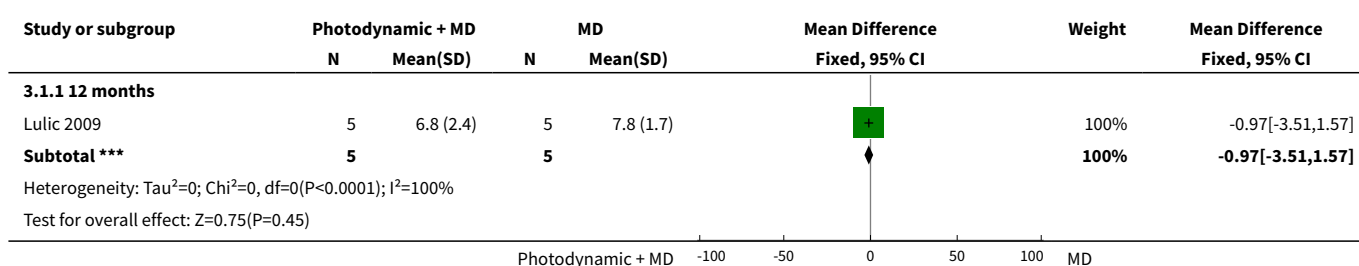 Study or subgroup Photodynamic + MD MD Mean Difference Weight Mean Difference
N Mean(SD) N Mean(SD) Fixed, 95% CI Fixed, 95% CI
3.1.1 12 months
Lulic 2009 5 6.8 (2.4) 5 7.8 (1.7) 100% -0.97[-3.51,1.57]
Subtotal *** 5 5 100% -0.97[-3.51,1.57]
Heterogeneity: Tau²=0; Chi²=0, df=0(P<0.0001); I²=100%
Test for overall effect: Z=0.75(P=0.45)
Photodynamic + MD -100 -50 0 50 100 MD